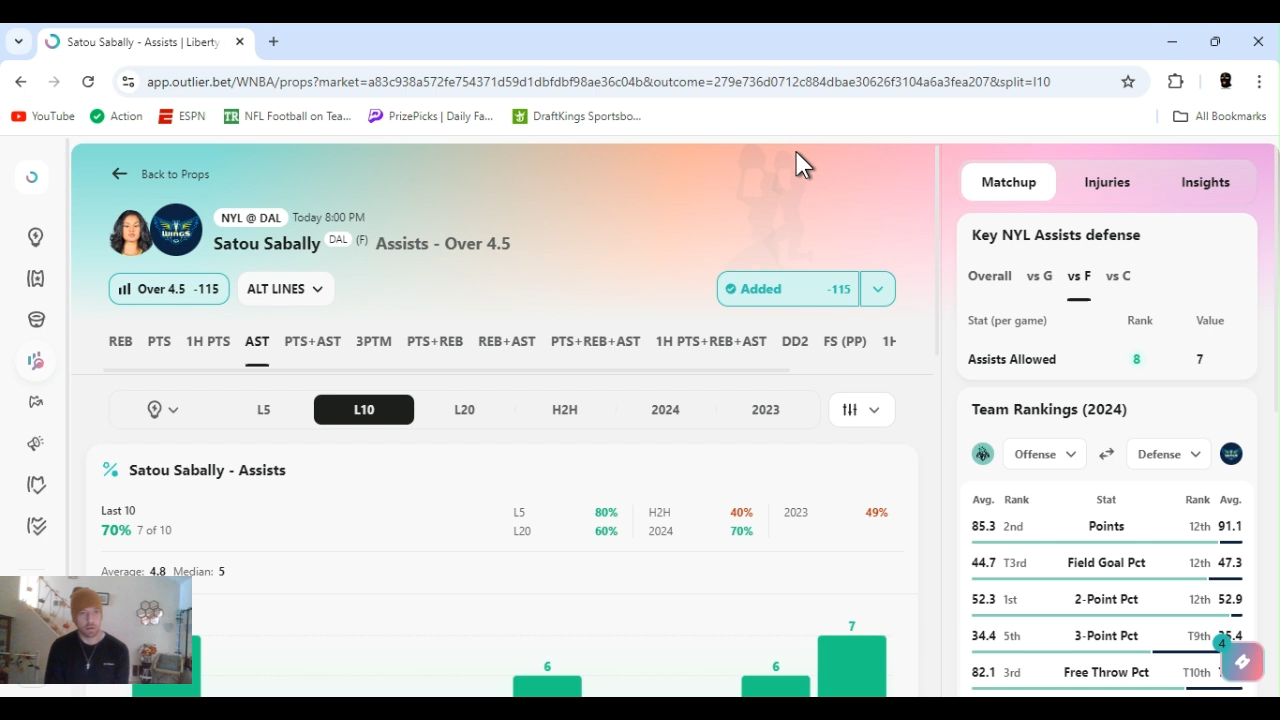 Satou Sabally - Assists | Liberty
app.outlier.bet/WNBA/props?market=a83c938a572fe754371d59d1dbfdbf98ae36c04b&outcome=279e736d0712c884dbae30626f3104a6a3fea207&split=l10
YouTube Action ESPN NFL Football on Tea... PrizePicks | Daily Fa... DraftKings Sportsbo... All Bookmarks
Back to Props
NYL @ DAL Today 8:00 PM
Satou Sabally DAL (F) Assists - Over 4.5
Over 4.5 -115 ALT LINES Added -115
REB PTS 1H PTS AST PTS+AST 3PTM PTS+REB REB+AST PTS+REB+AST 1H PTS+REB+AST DD2 FS (PP) 1H
L5 L10 L20 H2H 2024 2023
Satou Sabally - Assists
Last 10
70% 7 of 10
L5 80% H2H 40% 2023 49%
L20 60% 2024 70%
Average: 4.8 Median: 5
6
6
7
Matchup Injuries Insights
Key NYL Assists defense
Overall vs G vs F vs C
Stat (per game) Rank Value
Assists Allowed 8 7
Team Rankings (2024)
Offense Defense
Avg. Rank Stat Rank Avg.
85.3 2nd Points 12th 91.1
44.7 T3rd Field Goal Pct 12th 47.3
52.3 1st 2-Point Pct 12th 52.9
34.4 5th 3-Point Pct T9th
4
82.1 3rd Free Throw Pct T10th
WINGS